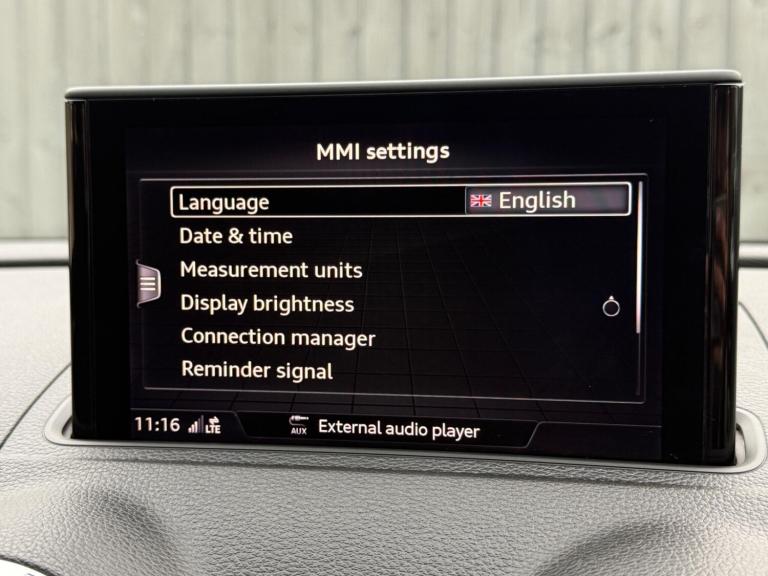 MMI settings
Language English
Date & time
Measurement units
Display brightness
Connection manager
Reminder signal
11:16 LTE AUX External audio player